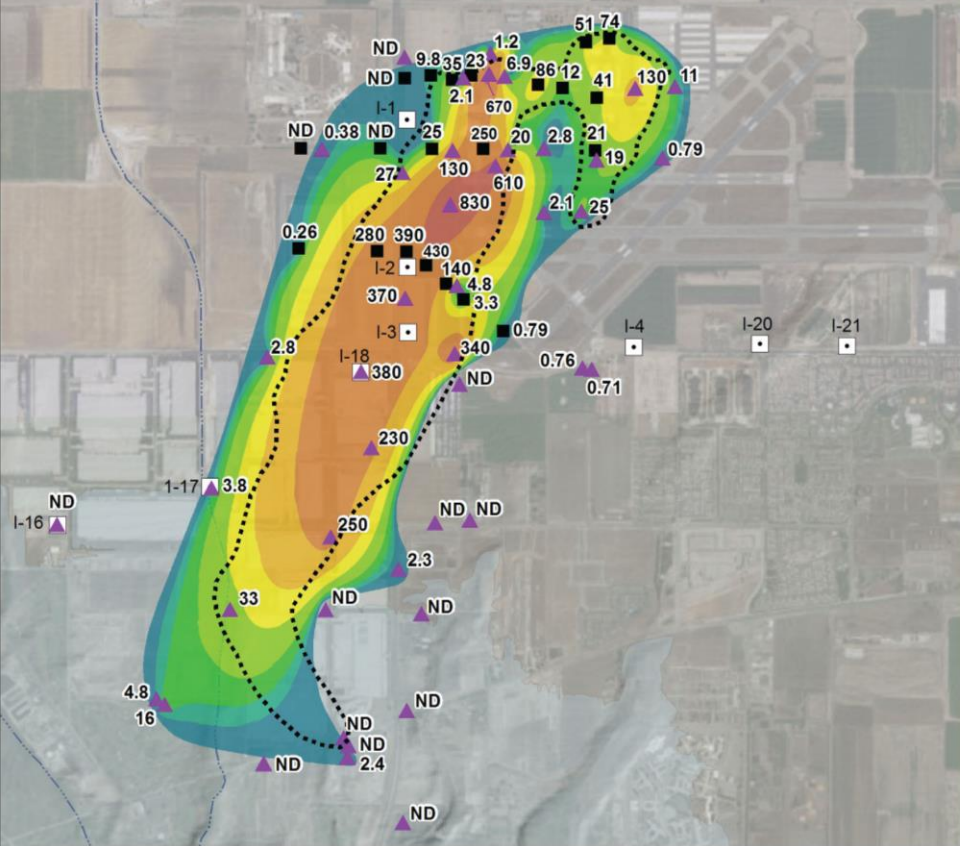 51 74
1.2
ND
9.8 35 23 6.9
ND
86 12
130 11
2.1
41
I-1
670
ND 0.38 ND 25 250 20 2.8 21
27
130
19 0.79
610
830
2.1 25
0.26
280 390
430
I-2
140
4.8
370
3.3
I-3
0.79
I-4 I-20 I-21
2.8
I-18
340
0.76
380
ND
0.71
230
1-17 3.8
ND
I-16
ND ND
250
2.3
33
ND
ND
4.8
16
ND
ND
ND
ND
2.4
ND